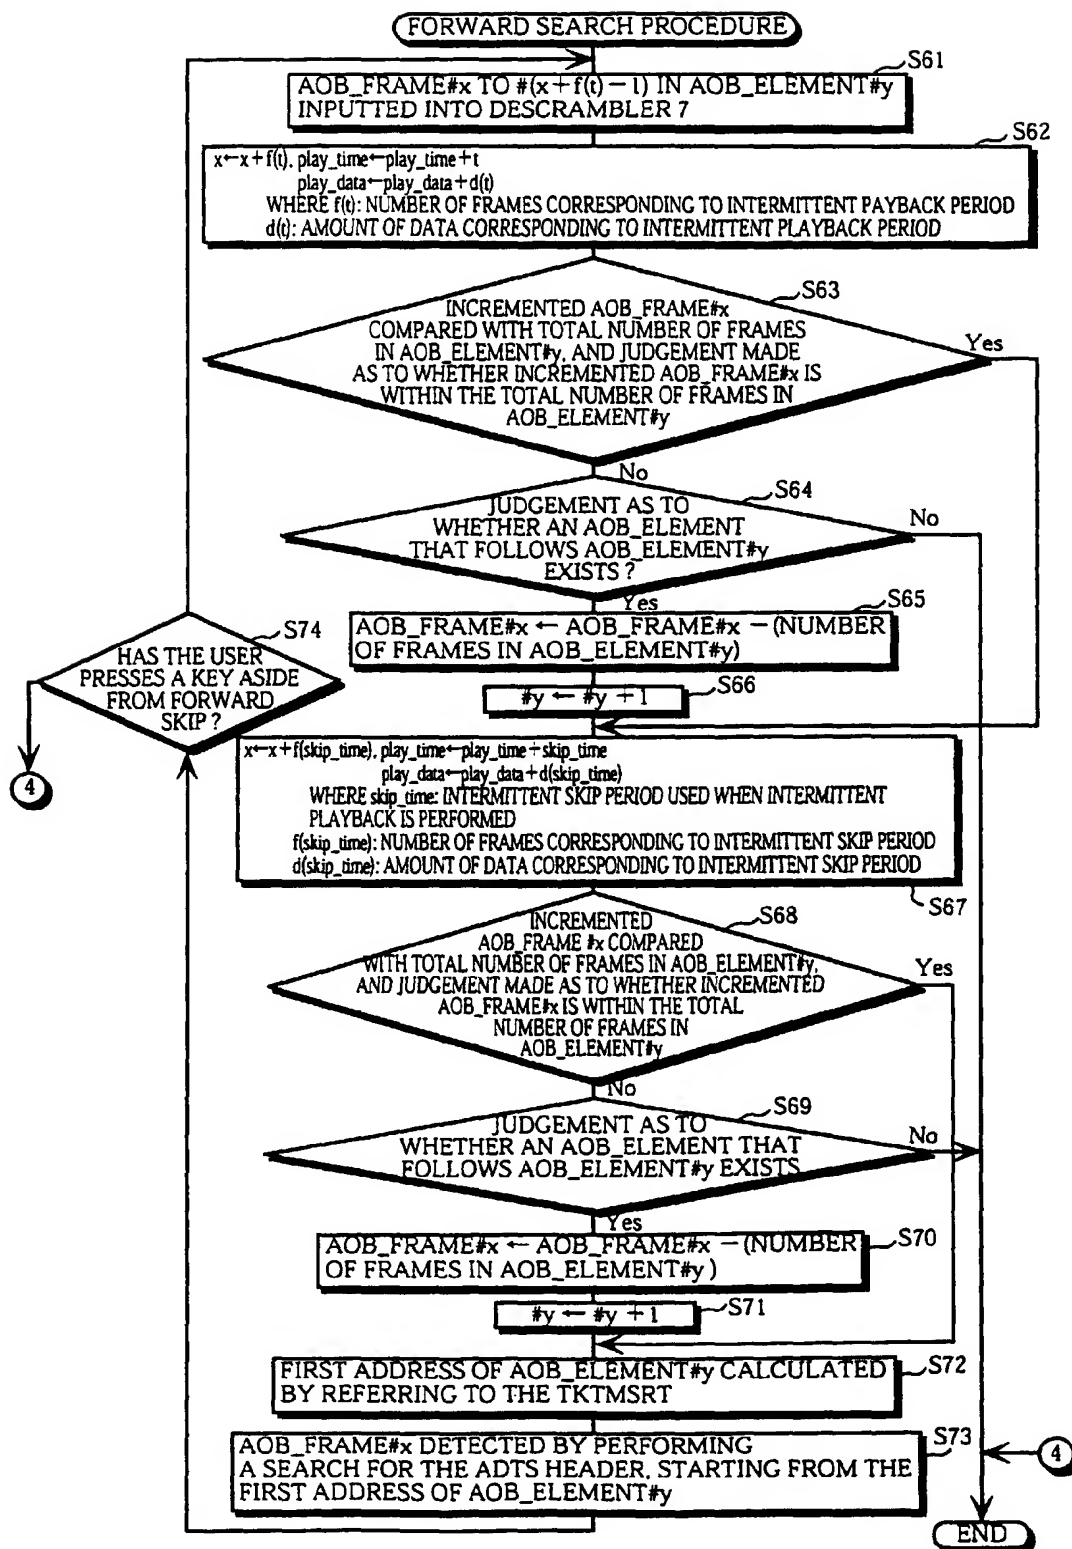 FORWARD SEARCH PROCEDURE
S61
AOB_FRAME#x TO #(x+f(t)−1) IN AOB_ELEMENT#y
INPUTTED INTO DESCRAMBLER 7
S62
x←x+f(t), play_time←play_time+t
play_data←play_data+d(t)
WHERE f(t): NUMBER OF FRAMES CORRESPONDING TO INTERMITTENT PAYBACK PERIOD
d(t): AMOUNT OF DATA CORRESPONDING TO INTERMITTENT PLAYBACK PERIOD
S63
INCREMENTED AOB_FRAME#x
COMPARED WITH TOTAL NUMBER OF FRAMES
IN AOB_ELEMENT#y, AND JUDGEMENT MADE
AS TO WHETHER INCREMENTED AOB_FRAME#x IS
WITHIN THE TOTAL NUMBER OF FRAMES IN
AOB_ELEMENT#y
Yes
No
S64
JUDGEMENT AS TO
WHETHER AN AOB_ELEMENT
THAT FOLLOWS AOB_ELEMENT#y
EXISTS ?
No
Yes
S65
AOB_FRAME#x ← AOB_FRAME#x −(NUMBER
OF FRAMES IN AOB_ELEMENT#y)
S66
#y ← #y +1
S74
HAS THE USER
PRESSES A KEY ASIDE
FROM FORWARD
SKIP ?
4
x←x+f(skip_time), play_time←play_time+skip_time
play_data←play_data+d(skip_time)
WHERE skip_time: INTERMITTENT SKIP PERIOD USED WHEN INTERMITTENT
PLAYBACK IS PERFORMED
f(skip_time): NUMBER OF FRAMES CORRESPONDING TO INTERMITTENT SKIP PERIOD
d(skip_time): AMOUNT OF DATA CORRESPONDING TO INTERMITTENT SKIP PERIOD
S67
S68
INCREMENTED
AOB_FRAME #x COMPARED
WITH TOTAL NUMBER OF FRAMES IN AOB_ELEMENT#y,
AND JUDGEMENT MADE AS TO WHETHER INCREMENTED
AOB_FRAME#x IS WITHIN THE TOTAL
NUMBER OF FRAMES IN
AOB_ELEMENT#y
Yes
No
S69
JUDGEMENT AS TO
WHETHER AN AOB_ELEMENT THAT
FOLLOWS AOB_ELEMENT#y EXISTS
No
Yes
S70
AOB_FRAME#x ← AOB_FRAME#x −(NUMBER
OF FRAMES IN AOB_ELEMENT#y )
S71
#y ← #y +1
S72
FIRST ADDRESS OF AOB_ELEMENT#y CALCULATED
BY REFERRING TO THE TKTMSRT
S73
AOB_FRAME#x DETECTED BY PERFORMING
A SEARCH FOR THE ADTS HEADER, STARTING FROM THE
FIRST ADDRESS OF AOB_ELEMENT#y
4
END